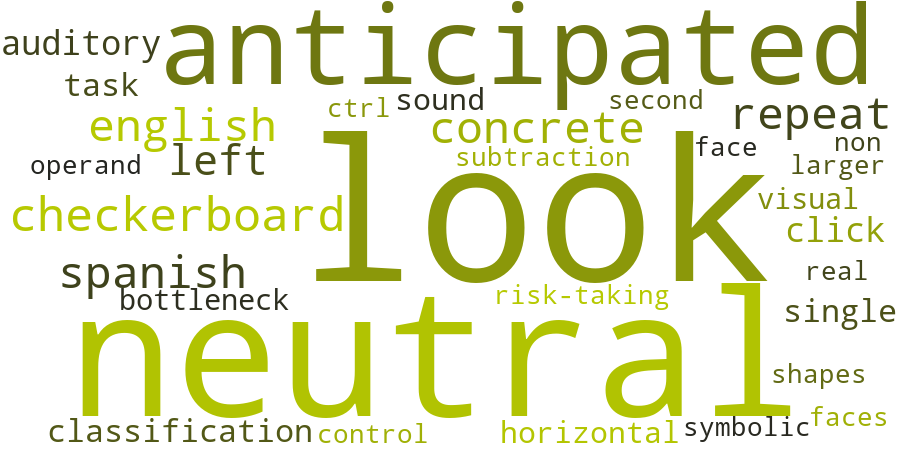 auditory
anticipated
task
ctrl
sound
second
repeat
english
concrete
operand
left
subtraction
face
non
larger
look
visual
checkerboard
click
spanish
real
bottleneck
risk-taking
single
neutral
shapes
faces
classification
control
horizontal
symbolic